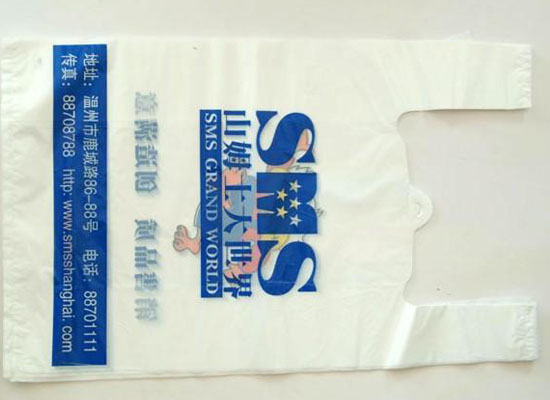 SMS
山姆士大世界
SMS GRAND WORLD
地址：温州市鹿城路86-88号 电话：88701111
传真：88708788 http: www.smsshanghai.com